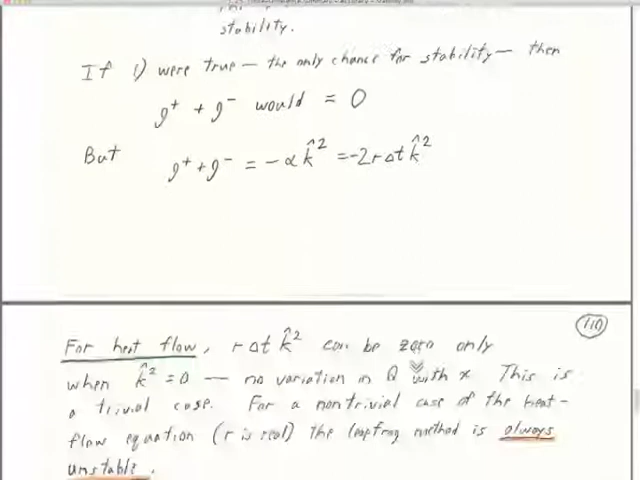 stability.
If 1) were true — the only chance for stability — then
g⁺ + g⁻ would = 0
But g⁺ + g⁻ = -α k̂² = -2rΔt k̂²
110
For heat flow, rΔt k̂² can be zero only
when k̂² = 0 — no variation in Q with x This is
a trivial case. For a nontrivial case of the heat-
flow equation (r is real) the leapfrog method is always
unstable.